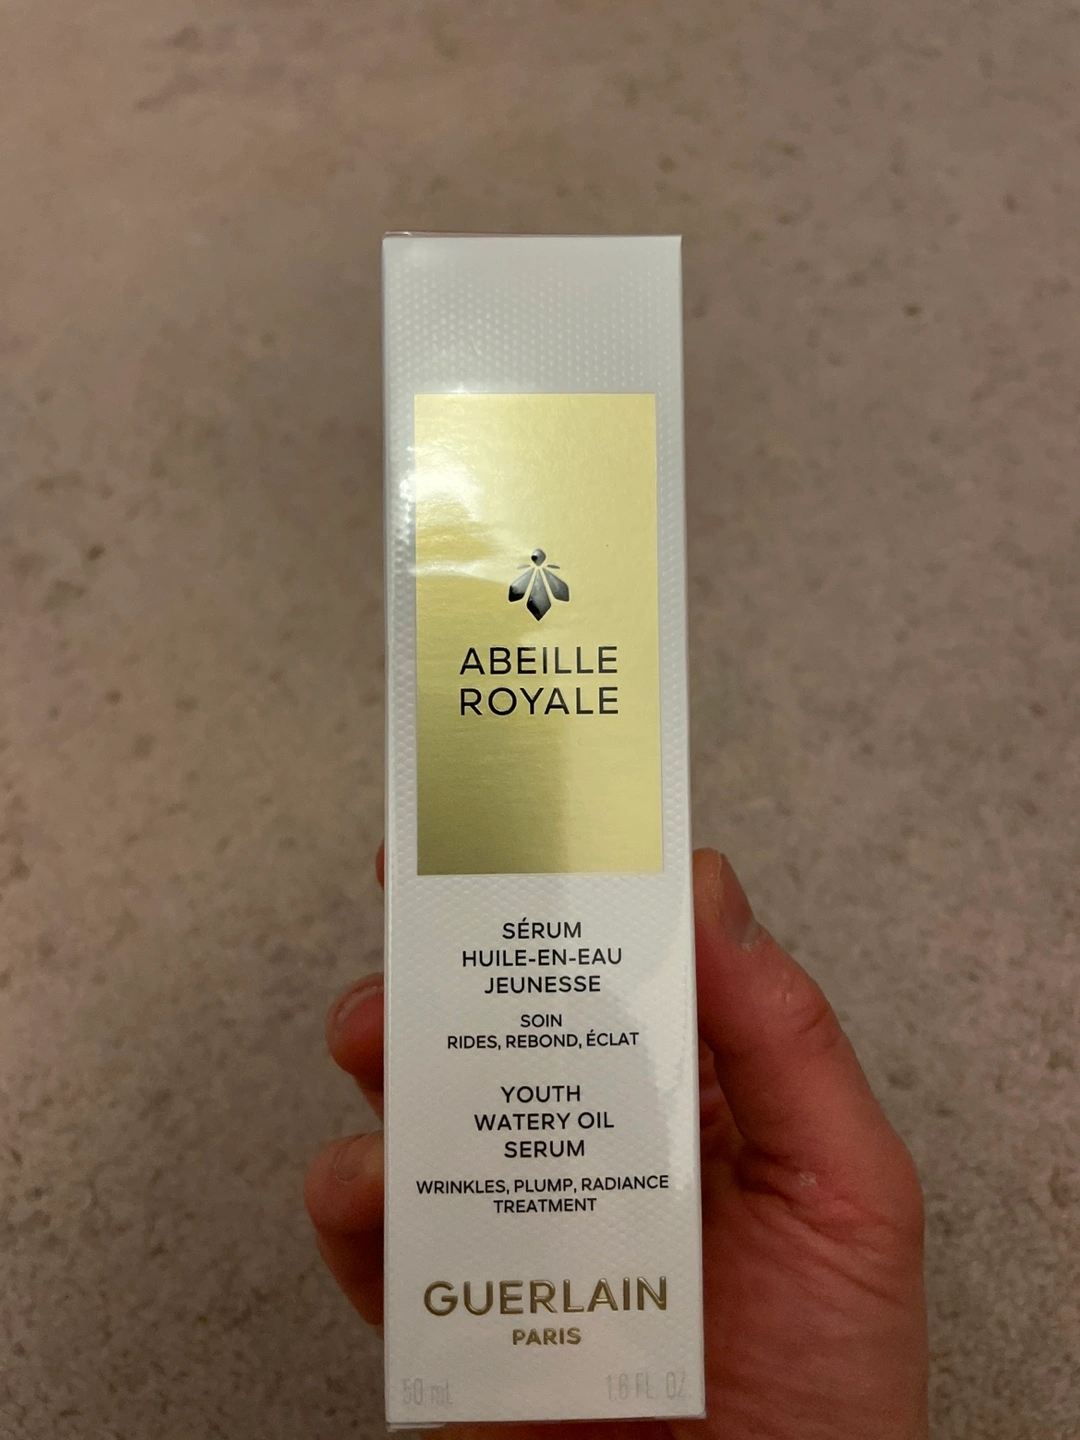 ABEILLE
ROYALE
SÉRUM
HUILE-EN-EAU
JEUNESSE
SOIN
RIDES, REBOND, ÉCLAT
YOUTH
WATERY OIL
SERUM
WRINKLES, PLUMP, RADIANCE
TREATMENT
GUERLAIN
PARIS
50 mL 1.6 FL. OZ.